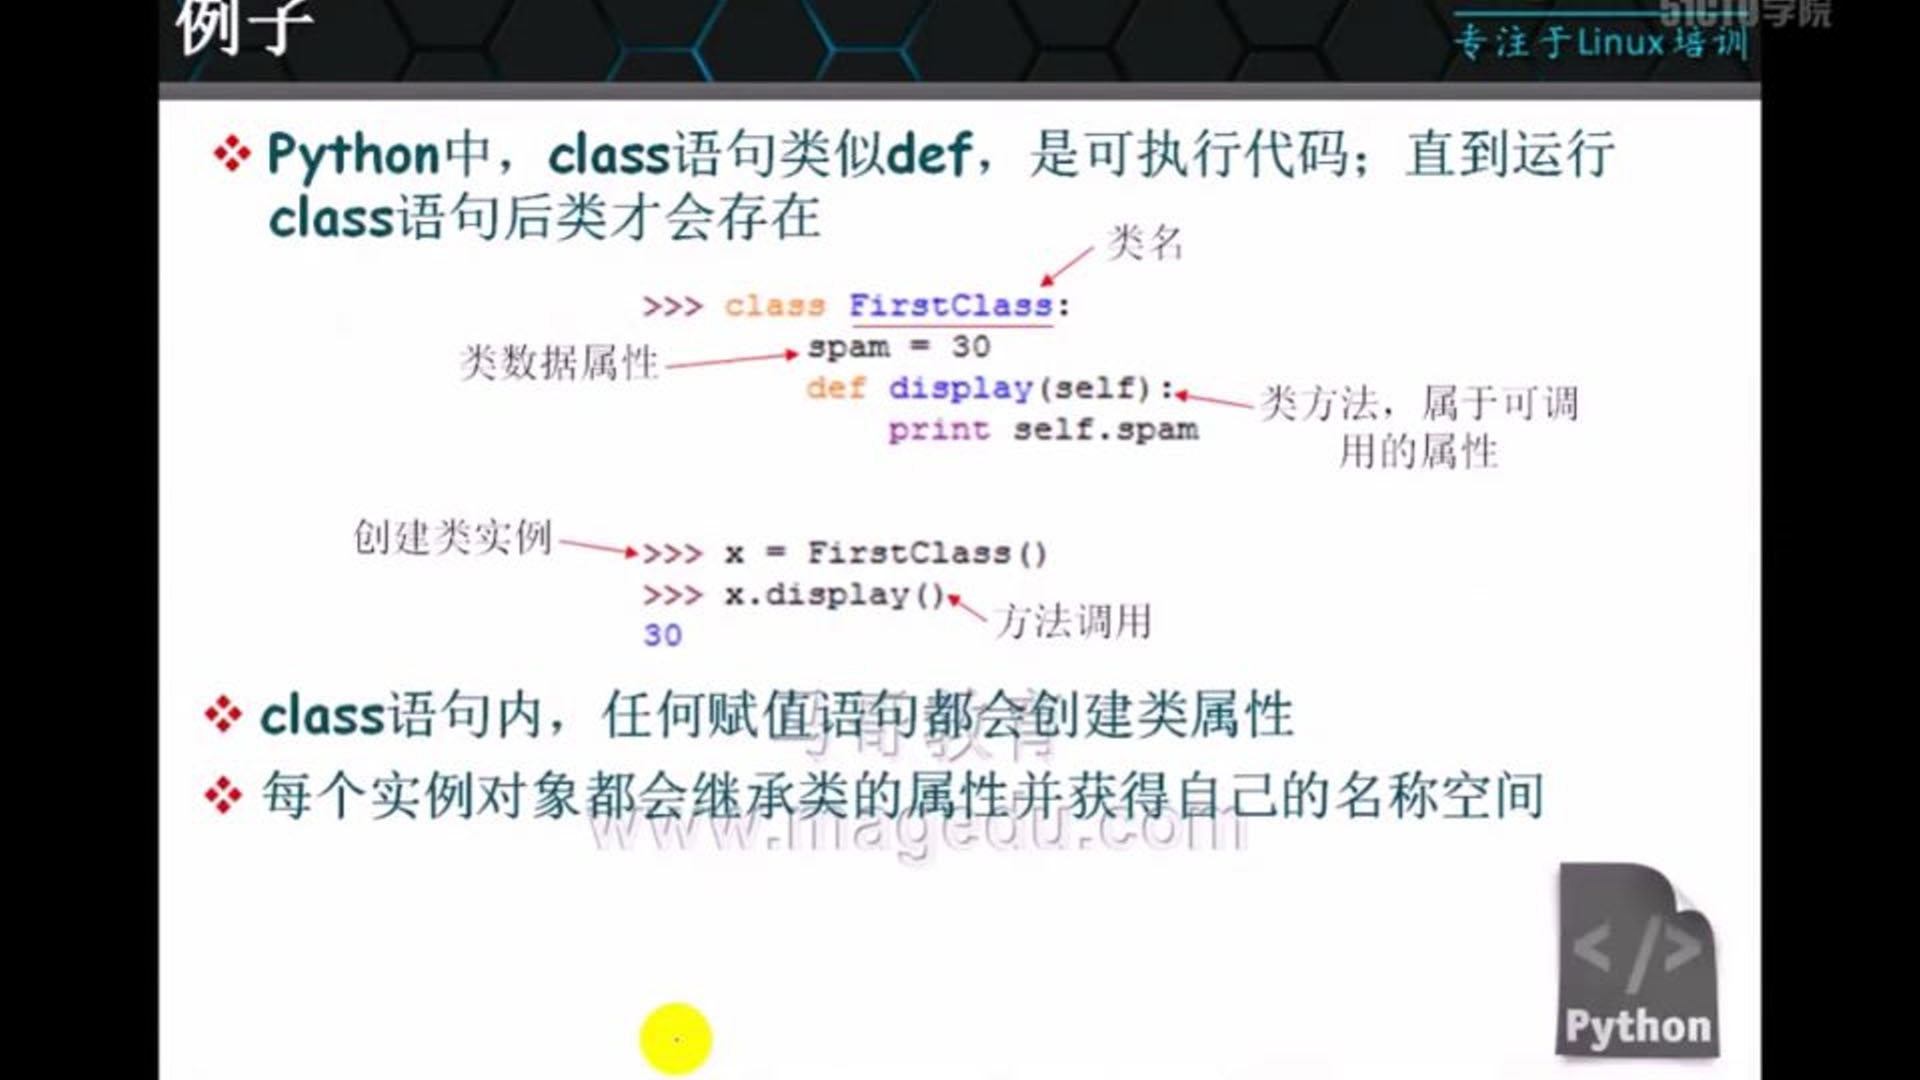 例子
51CTO学院
专注于Linux培训
Python中，class语句类似def，是可执行代码；直到运行
class语句后类才会存在
类名
>>> class FirstClass:
类数据属性
spam = 30
def display(self):
类方法，属于可调
用的属性
print self.spam
创建类实例
>>> x = FirstClass()
>>> x.display()
方法调用
30
class语句内，任何赋值语句都会创建类属性
马哥教育
每个实例对象都会继承类的属性并获得自己的名称空间
www.magedu.com
</>
Python